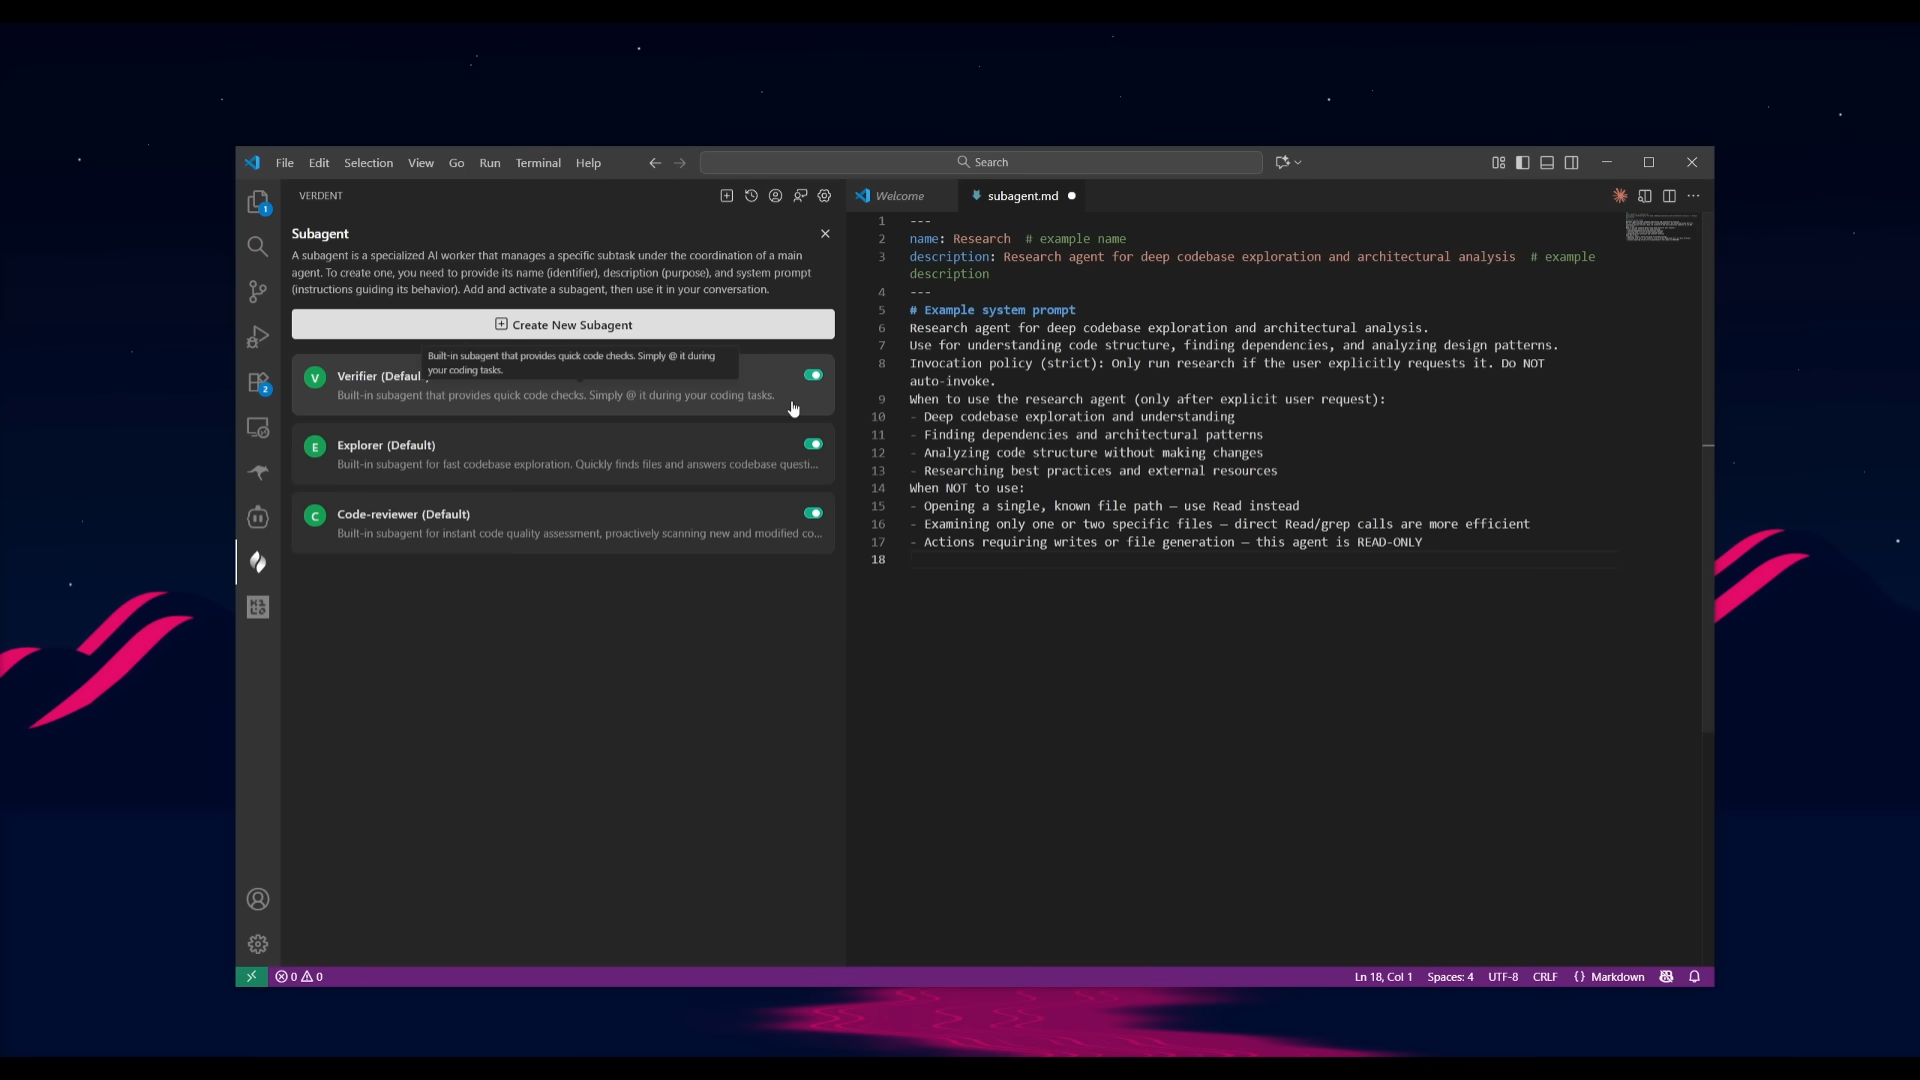 File Edit Selection View Go Run Terminal Help
Search
VERDENT
Welcome
subagent.md
1
2
Subagent
A subagent is a specialized AI worker that manages a specific subtask under the coordination of a main
agent. To create one, you need to provide its name (identifier), description (purpose), and system prompt
(instructions guiding its behavior). Add and activate a subagent, then use it in your conversation.
Create New Subagent
Built-in subagent that provides quick code checks. Simply @ it during
your coding tasks.
V
Verifier (Defaul
Built-in subagent that provides quick code checks. Simply @ it during your coding tasks.
E
Explorer (Default)
Built-in subagent for fast codebase exploration. Quickly finds files and answers codebase questi...
C
Code-reviewer (Default)
Built-in subagent for instant code quality assessment, proactively scanning new and modified co...
1 ---
2 name: Research # example name
3 description: Research agent for deep codebase exploration and architectural analysis # example
description
4 ---
5 # Example system prompt
6 Research agent for deep codebase exploration and architectural analysis.
7 Use for understanding code structure, finding dependencies, and analyzing design patterns.
8 Invocation policy (strict): Only run research if the user explicitly requests it. Do NOT
auto-invoke.
9 When to use the research agent (only after explicit user request):
10 - Deep codebase exploration and understanding
11 - Finding dependencies and architectural patterns
12 - Analyzing code structure without making changes
13 - Researching best practices and external resources
14 When NOT to use:
15 - Opening a single, known file path — use Read instead
16 - Examining only one or two specific files — direct Read/grep calls are more efficient
17 - Actions requiring writes or file generation — this agent is READ-ONLY
18
0 0
Ln 18, Col 1 Spaces: 4 UTF-8 CRLF {} Markdown